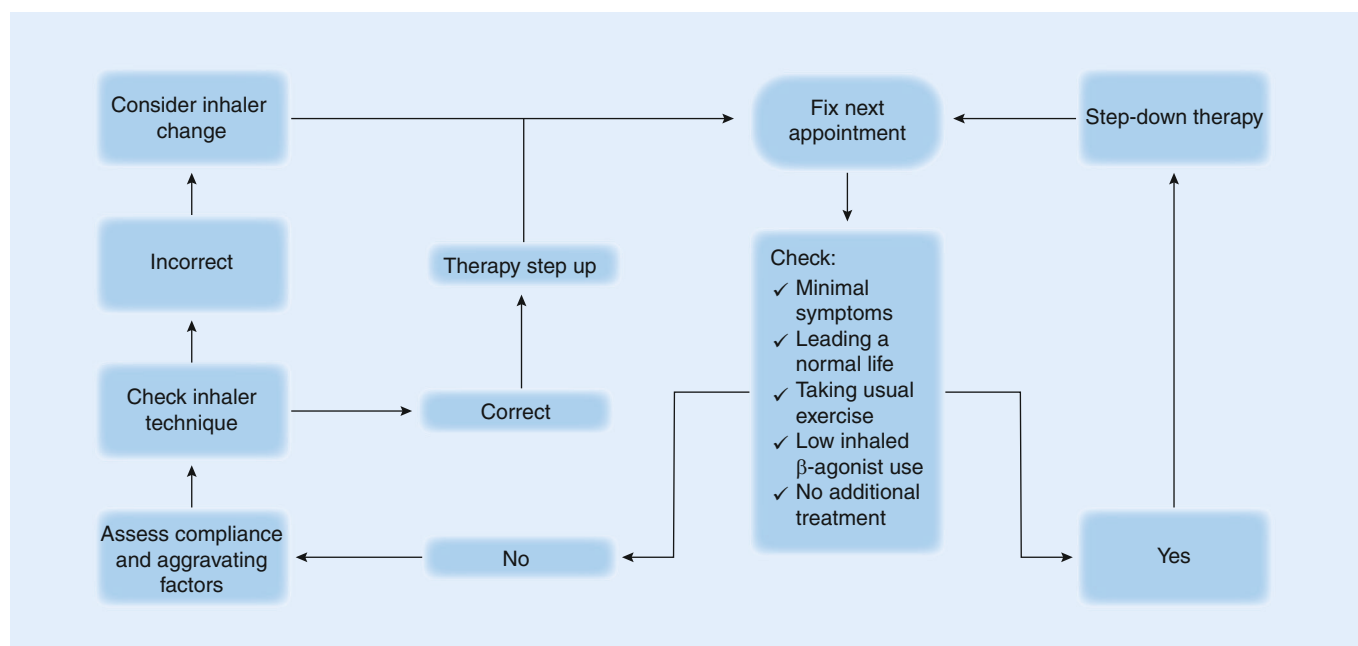 Consider inhaler
change
Fix next
appointment
Step-down therapy
Incorrect
Therapy step up
Check:
✓ Minimal
symptoms
✓ Leading a
normal life
✓ Taking usual
exercise
✓ Low inhaled
β-agonist use
✓ No additional
treatment
Check inhaler
technique
Correct
Assess compliance
and aggravating
factors
No
Yes